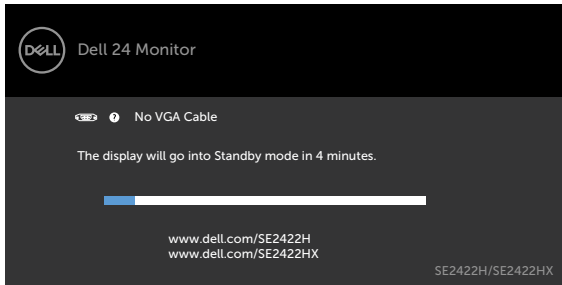 DELL
Dell 24 Monitor
? No VGA Cable
The display will go into Standby mode in 4 minutes.
www.dell.com/SE2422H
www.dell.com/SE2422HX
SE2422H/SE2422HX